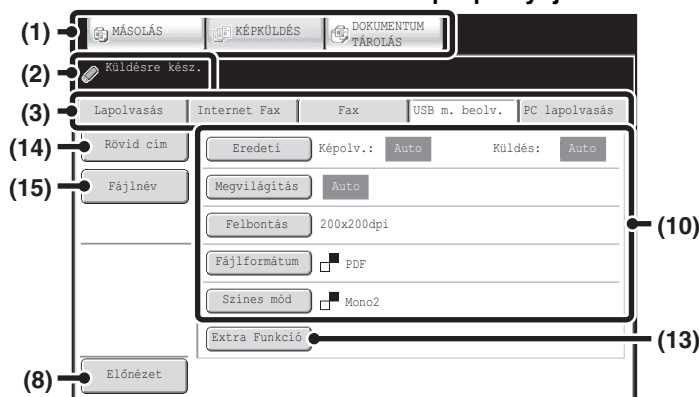 (1) MÁSOLÁS KÉPKÜLDÉS DOKUMENTUM
TÁROLÁS
(2) Küldésre kész.
(3) Lapolvasás Internet Fax Fax USB m. beolv. PC lapolvasás
(14) Rövid cím Eredeti Képolv.: Auto Küldés: Auto
(15) Fájlnév Megvilágítás Auto
Felbontás 200x200dpi (10)
Fájlformátum PDF
Színes mód Mono2
Extra Funkció (13)
(8) Előnézet